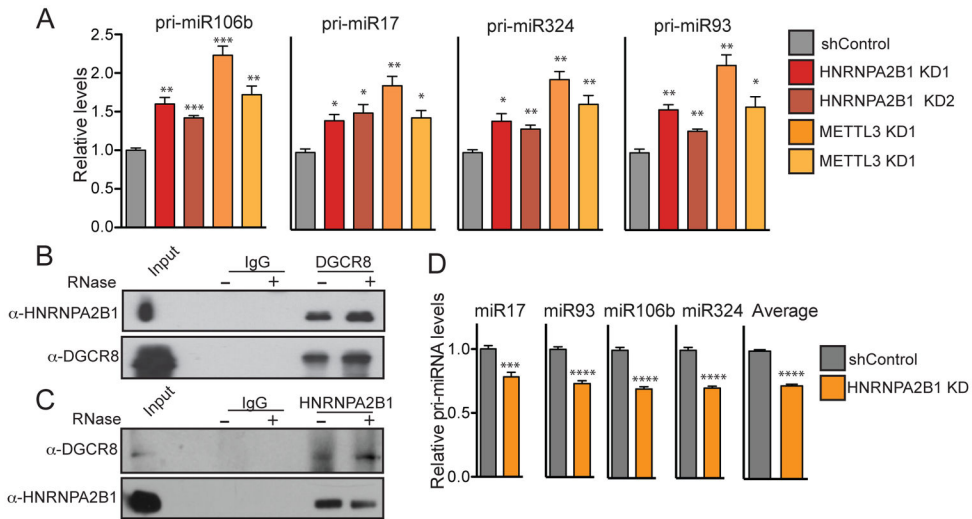 A
pri-miR106b
pri-miR17
pri-miR324
pri-miR93
Relative levels
2.5
2.0
1.5
1.0
0.5
0.0
***
**
***
**
*
*
**
*
*
**
**
**
**
**
**
*
shControl
HNRNPA2B1 KD1
HNRNPA2B1 KD2
METTL3 KD1
METTL3 KD1
B
Input
IgG
DGCR8
RNase
– + – +
α-HNRNPA2B1
α-DGCR8
C
Input
IgG
HNRNPA2B1
RNase
– + – +
α-DGCR8
α-HNRNPA2B1
D
miR17
miR93
miR106b
miR324
Average
Relative pri-miRNA levels
1.0
0.5
0.0
***
****
****
****
****
shControl
HNRNPA2B1 KD